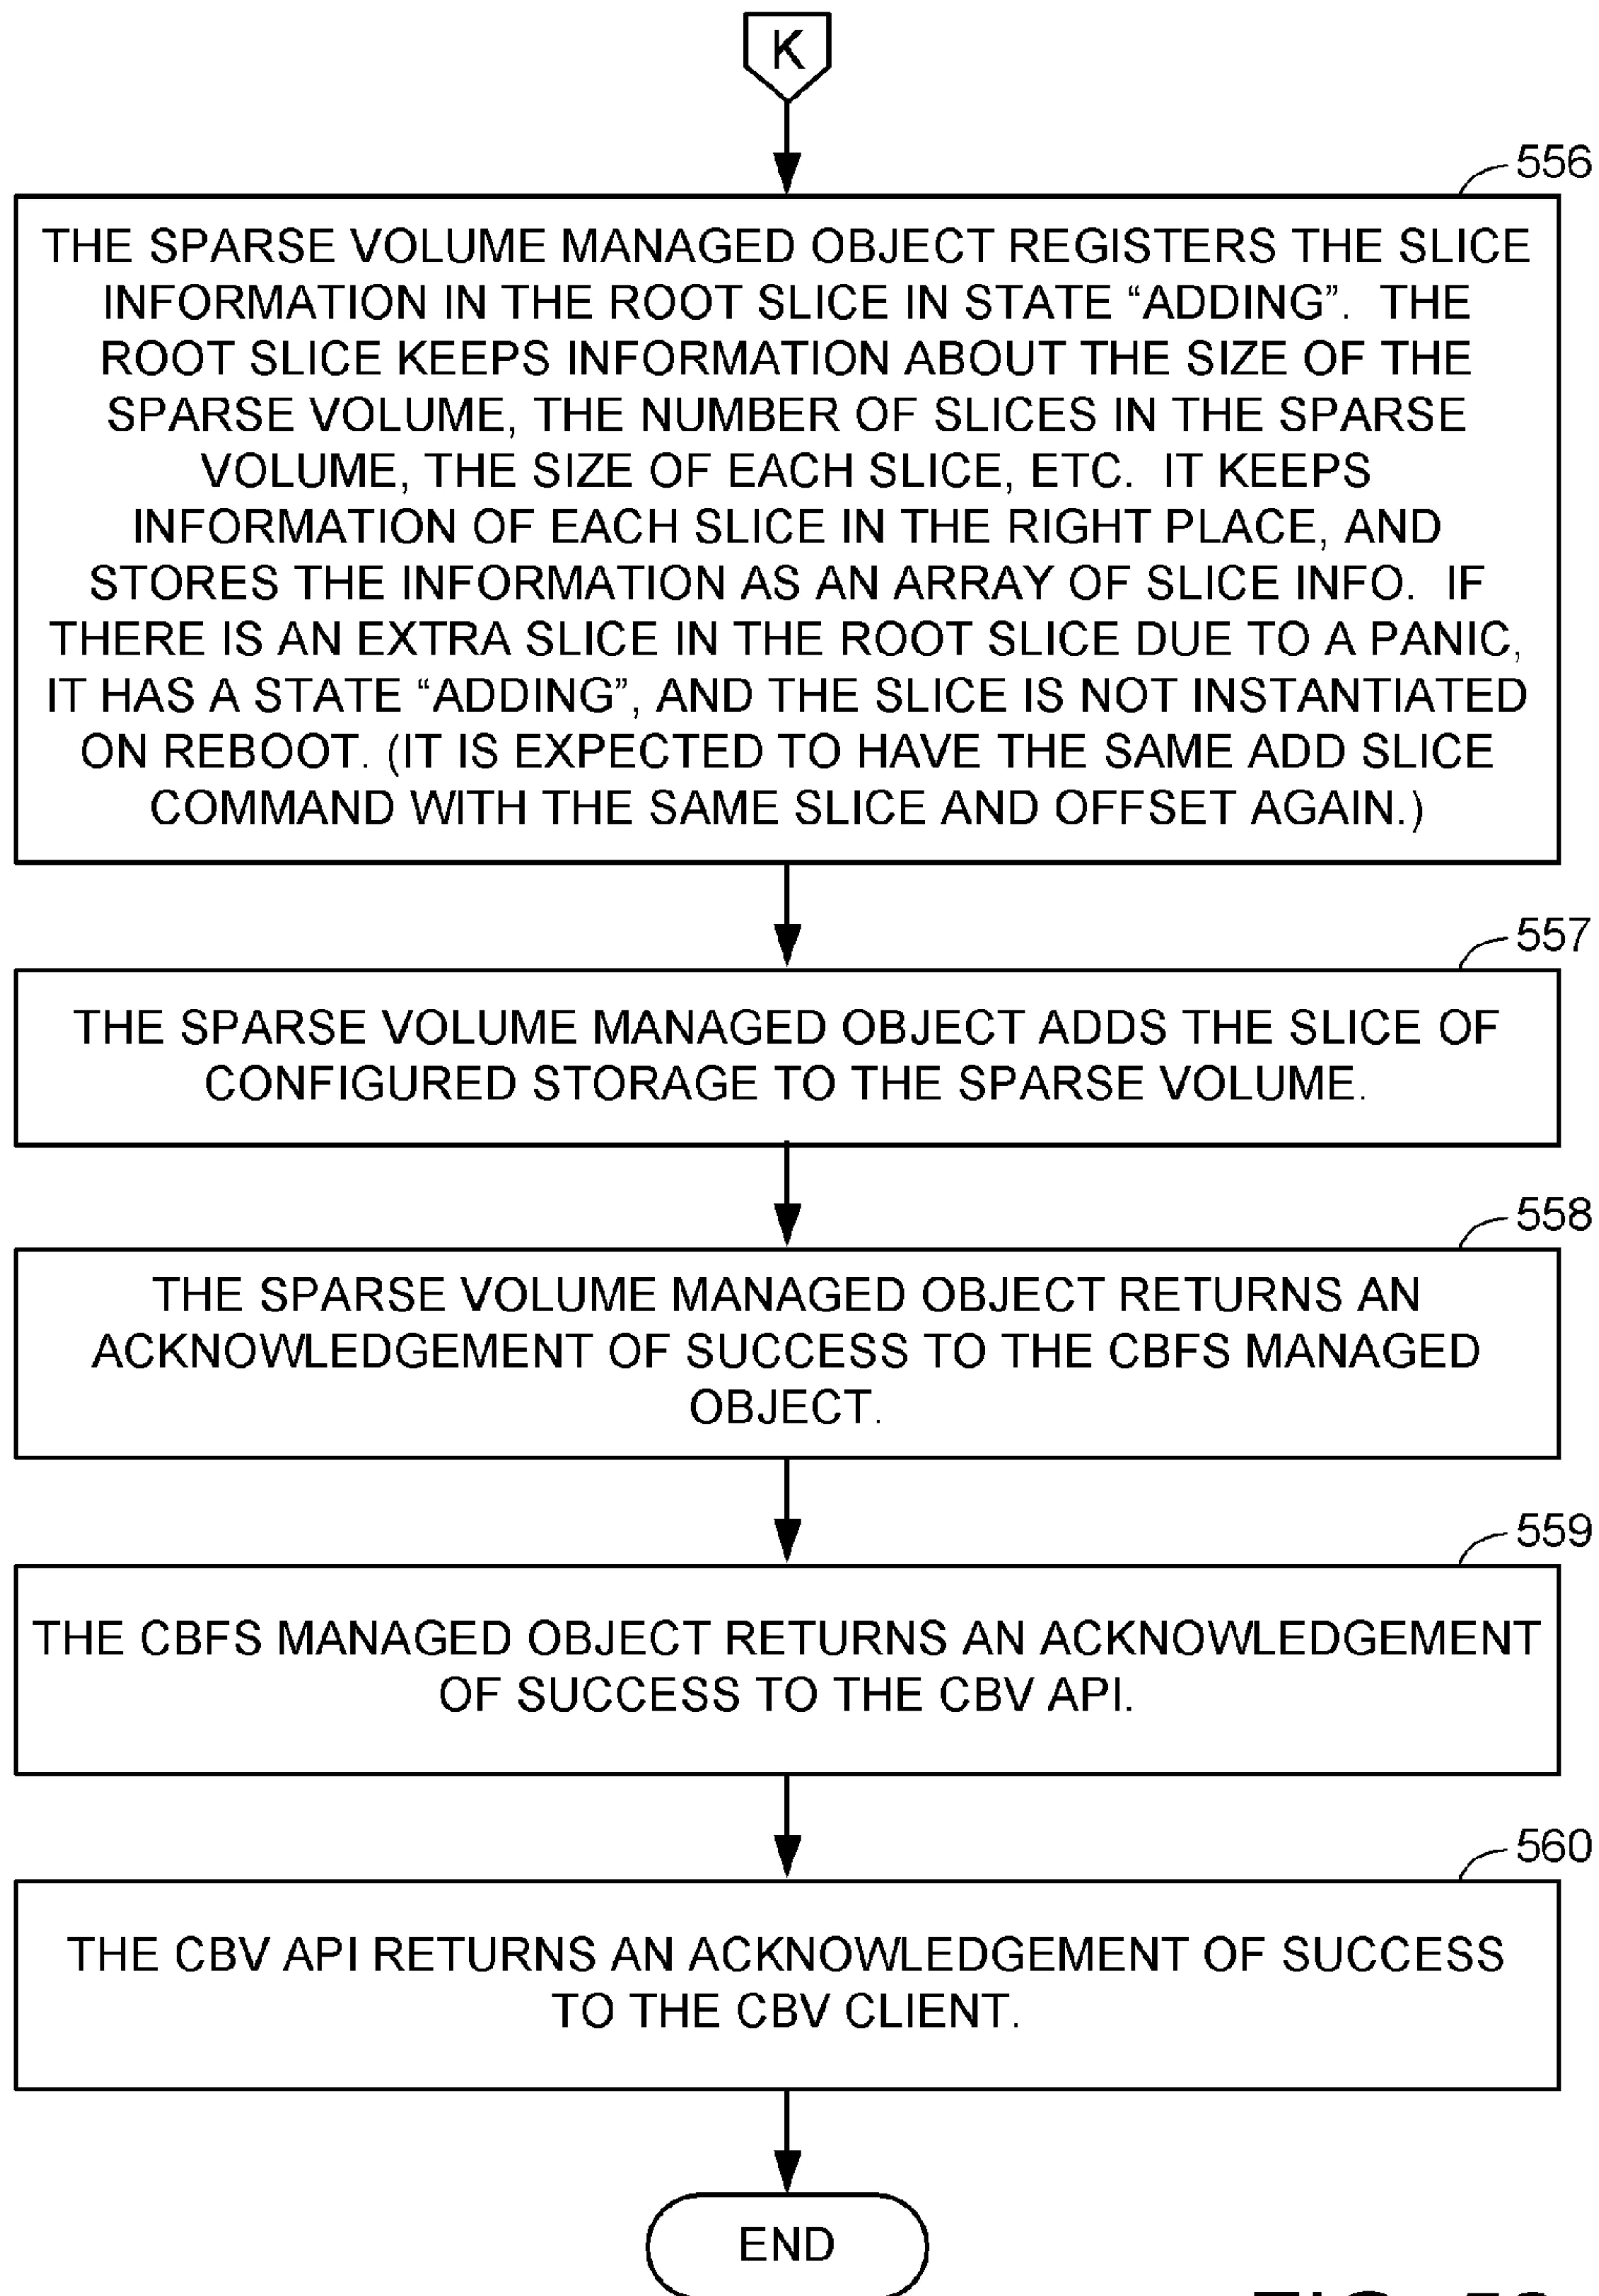 K
556
THE SPARSE VOLUME MANAGED OBJECT REGISTERS THE SLICE
INFORMATION IN THE ROOT SLICE IN STATE “ADDING”. THE
ROOT SLICE KEEPS INFORMATION ABOUT THE SIZE OF THE
SPARSE VOLUME, THE NUMBER OF SLICES IN THE SPARSE
VOLUME, THE SIZE OF EACH SLICE, ETC. IT KEEPS
INFORMATION OF EACH SLICE IN THE RIGHT PLACE, AND
STORES THE INFORMATION AS AN ARRAY OF SLICE INFO. IF
THERE IS AN EXTRA SLICE IN THE ROOT SLICE DUE TO A PANIC,
IT HAS A STATE “ADDING”, AND THE SLICE IS NOT INSTANTIATED
ON REBOOT. (IT IS EXPECTED TO HAVE THE SAME ADD SLICE
COMMAND WITH THE SAME SLICE AND OFFSET AGAIN.)
557
THE SPARSE VOLUME MANAGED OBJECT ADDS THE SLICE OF
CONFIGURED STORAGE TO THE SPARSE VOLUME.
558
THE SPARSE VOLUME MANAGED OBJECT RETURNS AN
ACKNOWLEDGEMENT OF SUCCESS TO THE CBFS MANAGED
OBJECT.
559
THE CBFS MANAGED OBJECT RETURNS AN ACKNOWLEDGEMENT
OF SUCCESS TO THE CBV API.
560
THE CBV API RETURNS AN ACKNOWLEDGEMENT OF SUCCESS
TO THE CBV CLIENT.
END